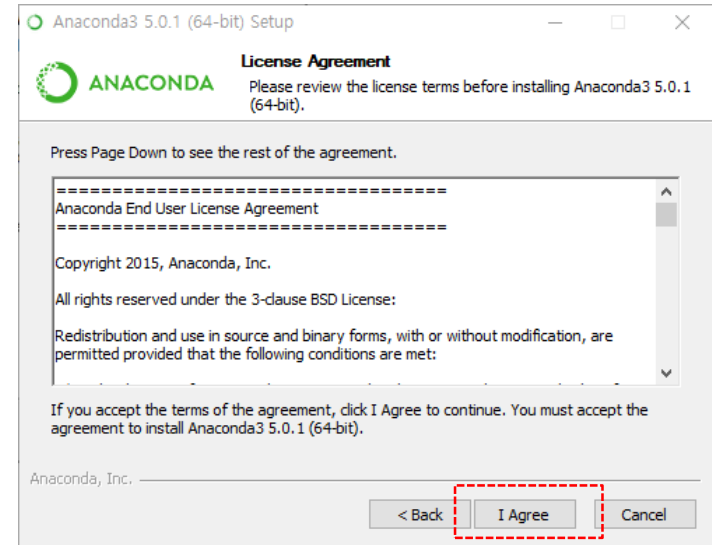 Anaconda3 5.0.1 (64-bit) Setup
ANACONDA
License Agreement
Please review the license terms before installing Anaconda3 5.0.1
(64-bit).
Press Page Down to see the rest of the agreement.
===================================
Anaconda End User License Agreement
===================================
Copyright 2015, Anaconda, Inc.
All rights reserved under the 3-clause BSD License:
Redistribution and use in source and binary forms, with or without modification, are
permitted provided that the following conditions are met:
If you accept the terms of the agreement, click I Agree to continue. You must accept the
agreement to install Anaconda3 5.0.1 (64-bit).
Anaconda, Inc.
< Back
I Agree
Cancel